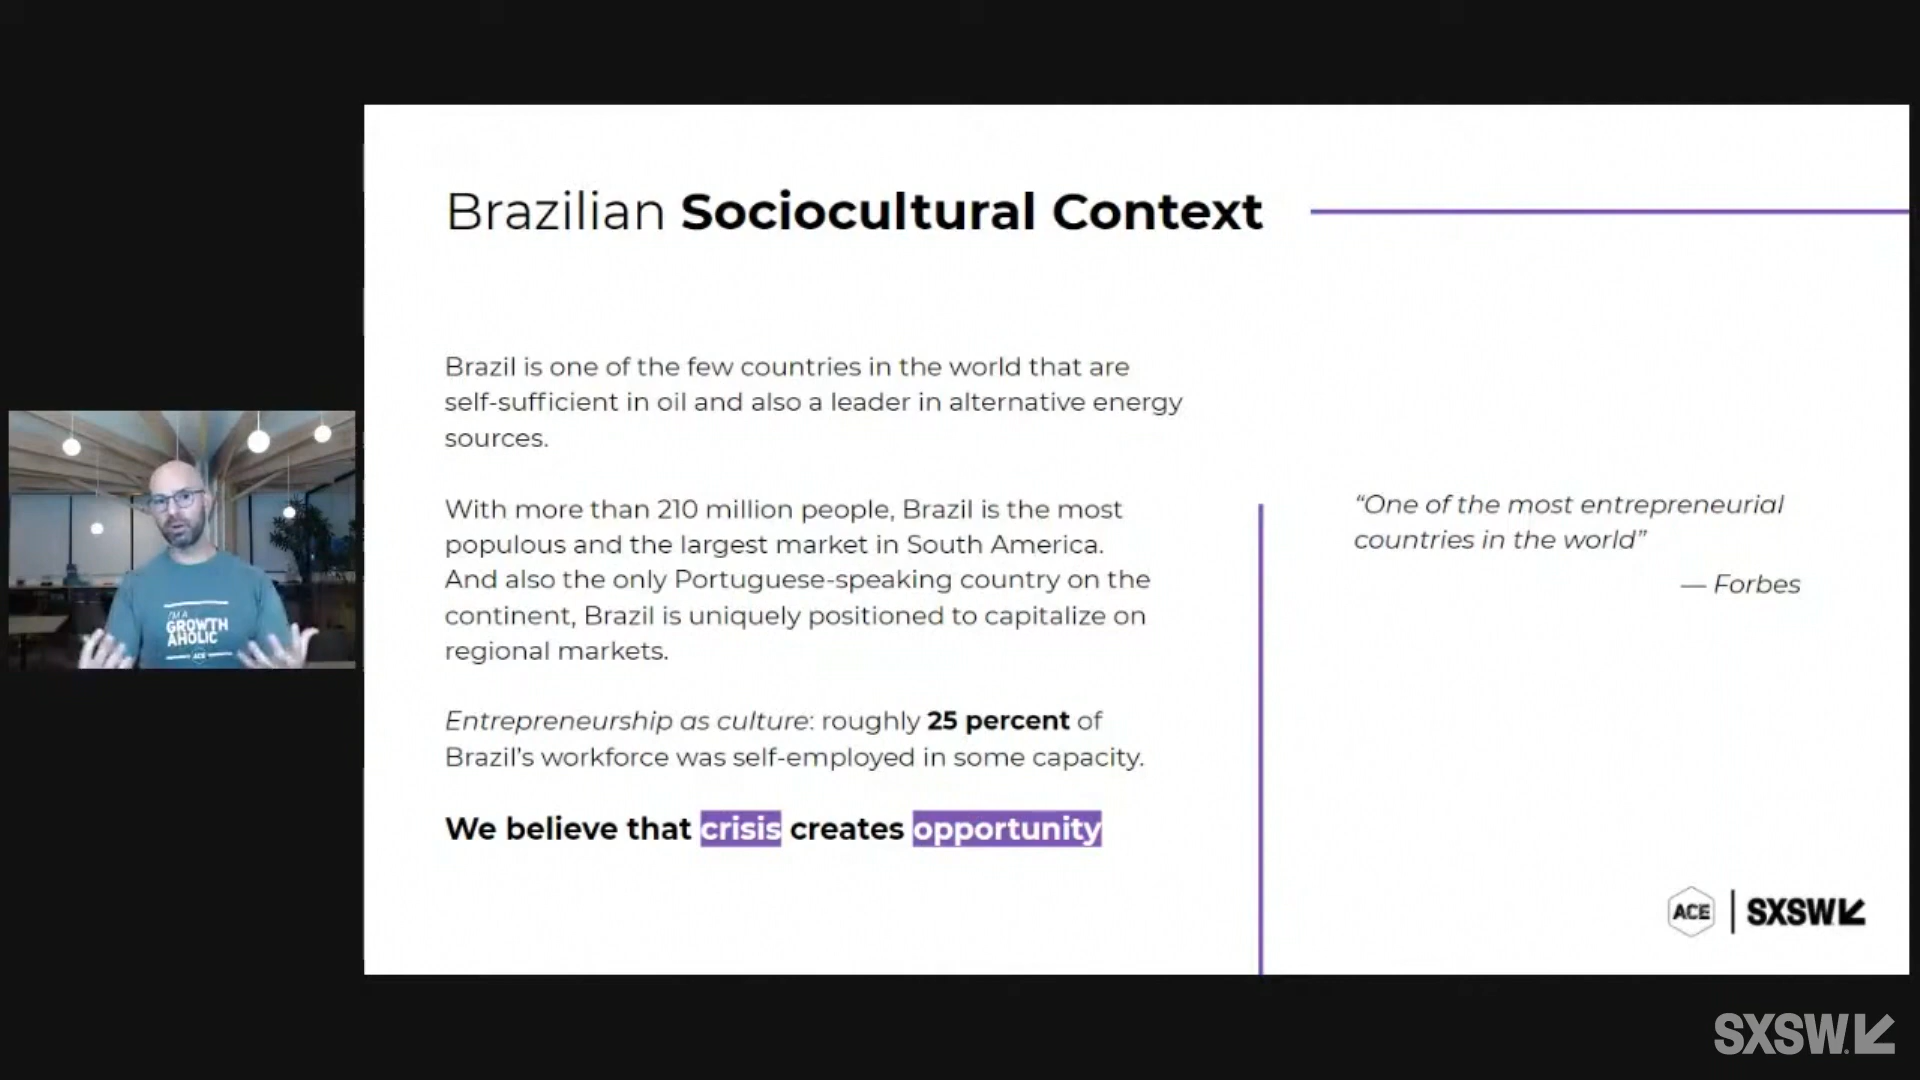 Brazilian Sociocultural Context
Brazil is one of the few countries in the world that are
self-sufficient in oil and also a leader in alternative energy
sources.
With more than 210 million people, Brazil is the most
populous and the largest market in South America.
And also the only Portuguese-speaking country on the
continent, Brazil is uniquely positioned to capitalize on
regional markets.
Entrepreneurship as culture: roughly 25 percent of
Brazil's workforce was self-employed in some capacity.
We believe that crisis creates opportunity
“One of the most entrepreneurial
countries in the world”
— Forbes
I'M A
GROWTH
AHOLIC
ACE
ACE | SXSW
SXSW.